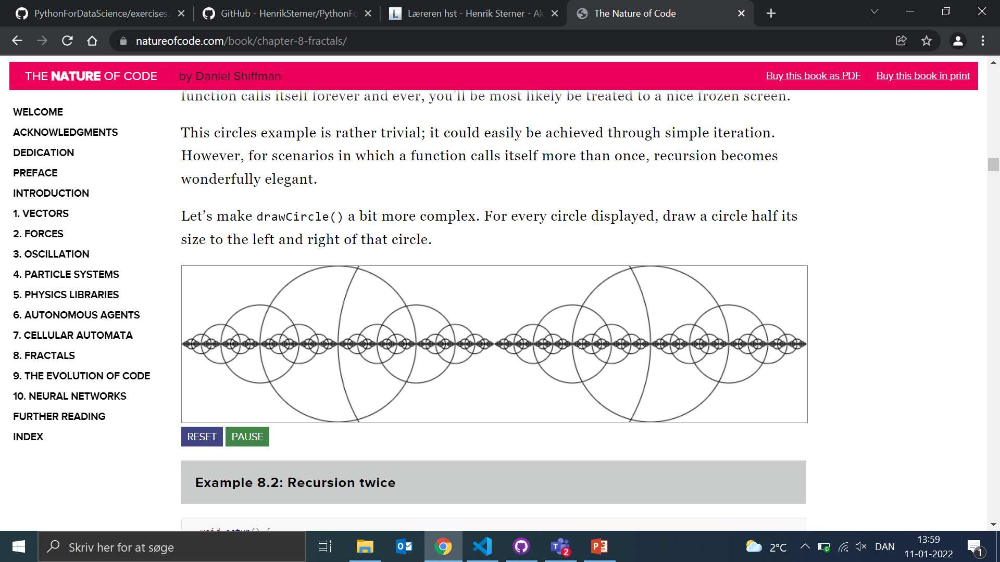 PythonForDataScience/exercises.i
GitHub - HenrikSterner/PythonFo
Læreren hst - Henrik Sterner - Ak
The Nature of Code
natureofcode.com/book/chapter-8-fractals/
THE NATURE OF CODE by Daniel Shiffman Buy this book as PDF Buy this book in print
function calls itself forever and ever, you’ll be most likely be treated to a nice frozen screen.
WELCOME
ACKNOWLEDGMENTS
DEDICATION
PREFACE
INTRODUCTION
1. VECTORS
2. FORCES
3. OSCILLATION
4. PARTICLE SYSTEMS
5. PHYSICS LIBRARIES
6. AUTONOMOUS AGENTS
7. CELLULAR AUTOMATA
8. FRACTALS
9. THE EVOLUTION OF CODE
10. NEURAL NETWORKS
FURTHER READING
INDEX
This circles example is rather trivial; it could easily be achieved through simple iteration.
However, for scenarios in which a function calls itself more than once, recursion becomes
wonderfully elegant.
Let’s make drawCircle() a bit more complex. For every circle displayed, draw a circle half its
size to the left and right of that circle.
RESET PAUSE
Example 8.2: Recursion twice
void setup() {
Skriv her for at søge
2
2°C
DAN
13:59
11-01-2022
1